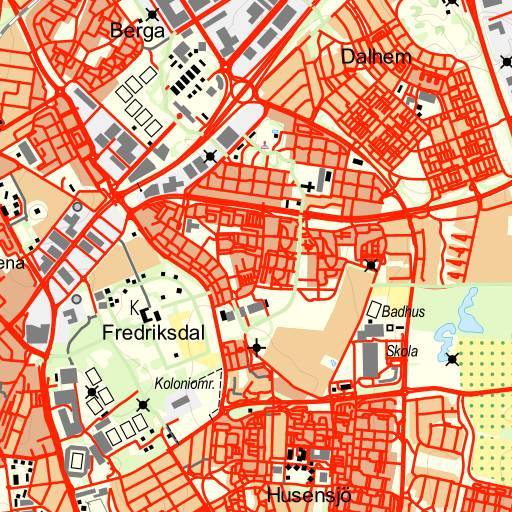 Berga
Dalhem
ena
Badhus
K
Fredriksdal
Skola
Koloniomr.
Husensjö